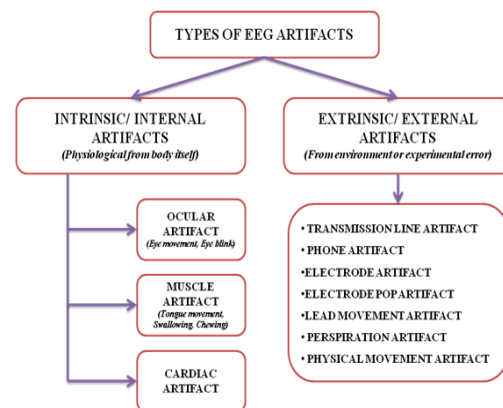 TYPES OF EEG ARTIFACTS
INTRINSIC/ INTERNAL
ARTIFACTS
(Physiological from body itself)
OCULAR
ARTIFACT
(Eye movement, Eye blink)
MUSCLE
ARTIFACT
(Tongue movement,
Swallowing, Chewing)
CARDIAC
ARTIFACT
EXTRINSIC/ EXTERNAL
ARTIFACTS
(From environment or experimental error)
• TRANSMISSION LINE ARTIFACT
• PHONE ARTIFACT
• ELECTRODE ARTIFACT
• ELECTRODE POP ARTIFACT
• LEAD MOVEMENT ARTIFACT
• PERSPIRATION ARTIFACT
• PHYSICAL MOVEMENT ARTIFACT